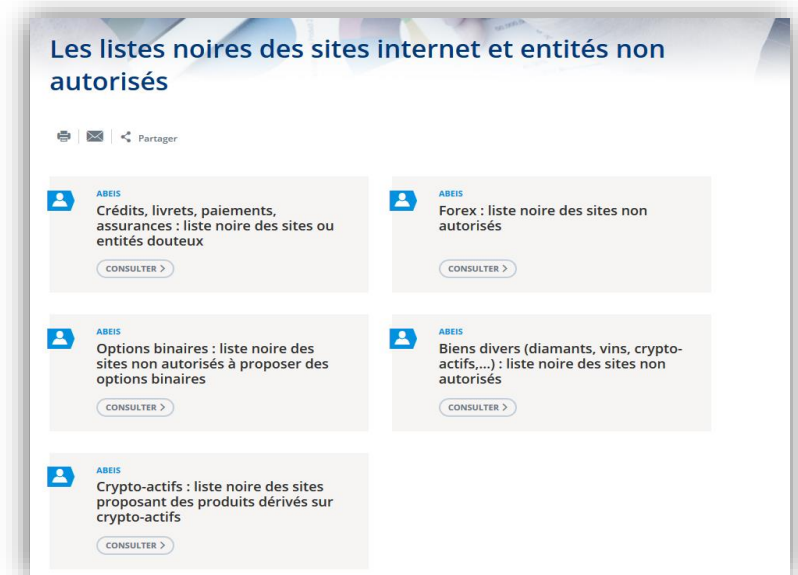 Les listes noires des sites internet et entités non
autorisés
Partager
ABEIS
Crédits, livrets, paiements,
assurances : liste noire des sites ou
entités douteux
CONSULTER >
ABEIS
Forex : liste noire des sites non
autorisés
CONSULTER >
ABEIS
Options binaires : liste noire des
sites non autorisés à proposer des
options binaires
CONSULTER >
ABEIS
Biens divers (diamants, vins, crypto-
actifs,...) : liste noire des sites non
autorisés
CONSULTER >
ABEIS
Crypto-actifs : liste noire des sites
proposant des produits dérivés sur
crypto-actifs
CONSULTER >